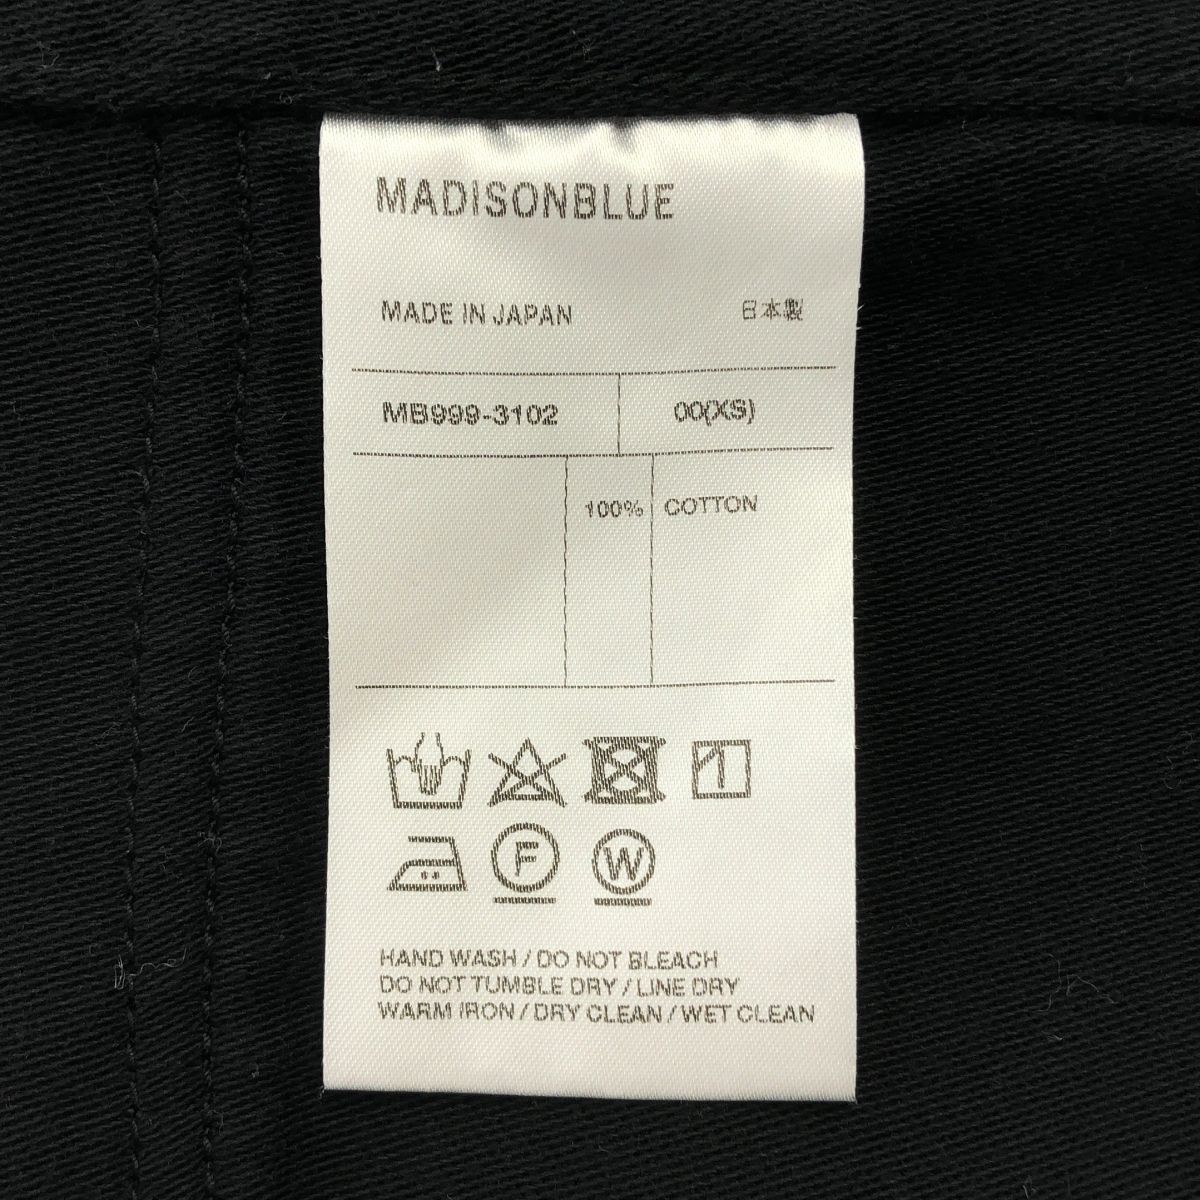 MADISONBLUE
MADE IN JAPAN 日本製
MB999-3102 00(XS)
100% COTTON
F W
HAND WASH / DO NOT BLEACH
DO NOT TUMBLE DRY / LINE DRY
WARM IRON / DRY CLEAN / WET CLEAN